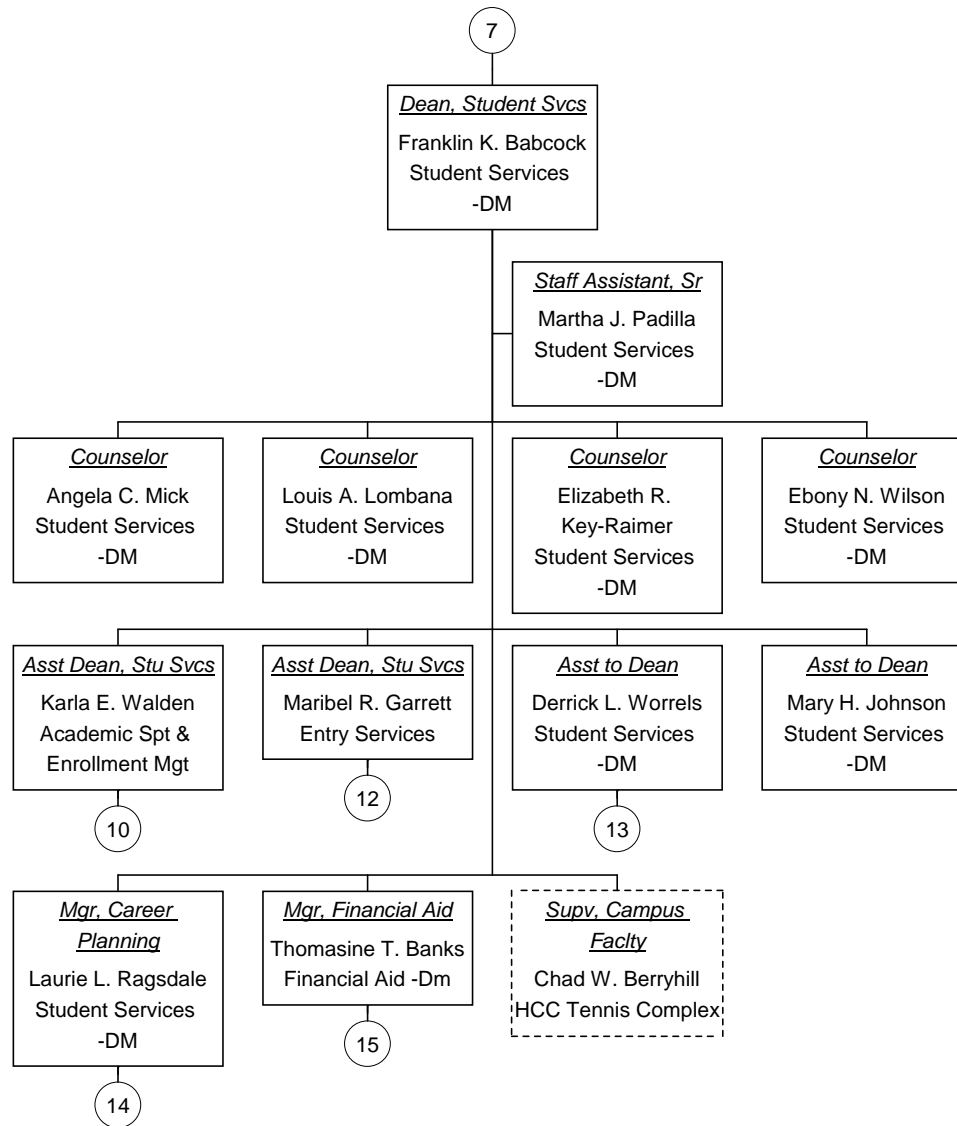 7
Dean, Student Svcs
Franklin K. Babcock
Student Services
-DM
Staff Assistant, Sr
Martha J. Padilla
Student Services
-DM
Counselor
Angela C. Mick
Student Services
-DM
Counselor
Louis A. Lombana
Student Services
-DM
Counselor
Elizabeth R.
Key-Raimer
Student Services
-DM
Counselor
Ebony N. Wilson
Student Services
-DM
Asst Dean, Stu Svcs
Karla E. Walden
Academic Spt &
Enrollment Mgt
10
Asst Dean, Stu Svcs
Maribel R. Garrett
Entry Services
12
Asst to Dean
Derrick L. Worrels
Student Services
-DM
13
Asst to Dean
Mary H. Johnson
Student Services
-DM
Mgr, Career
Planning
Laurie L. Ragsdale
Student Services
-DM
14
Mgr, Financial Aid
Thomasine T. Banks
Financial Aid -Dm
15
Supv, Campus
Faclty
Chad W. Berryhill
HCC Tennis Complex